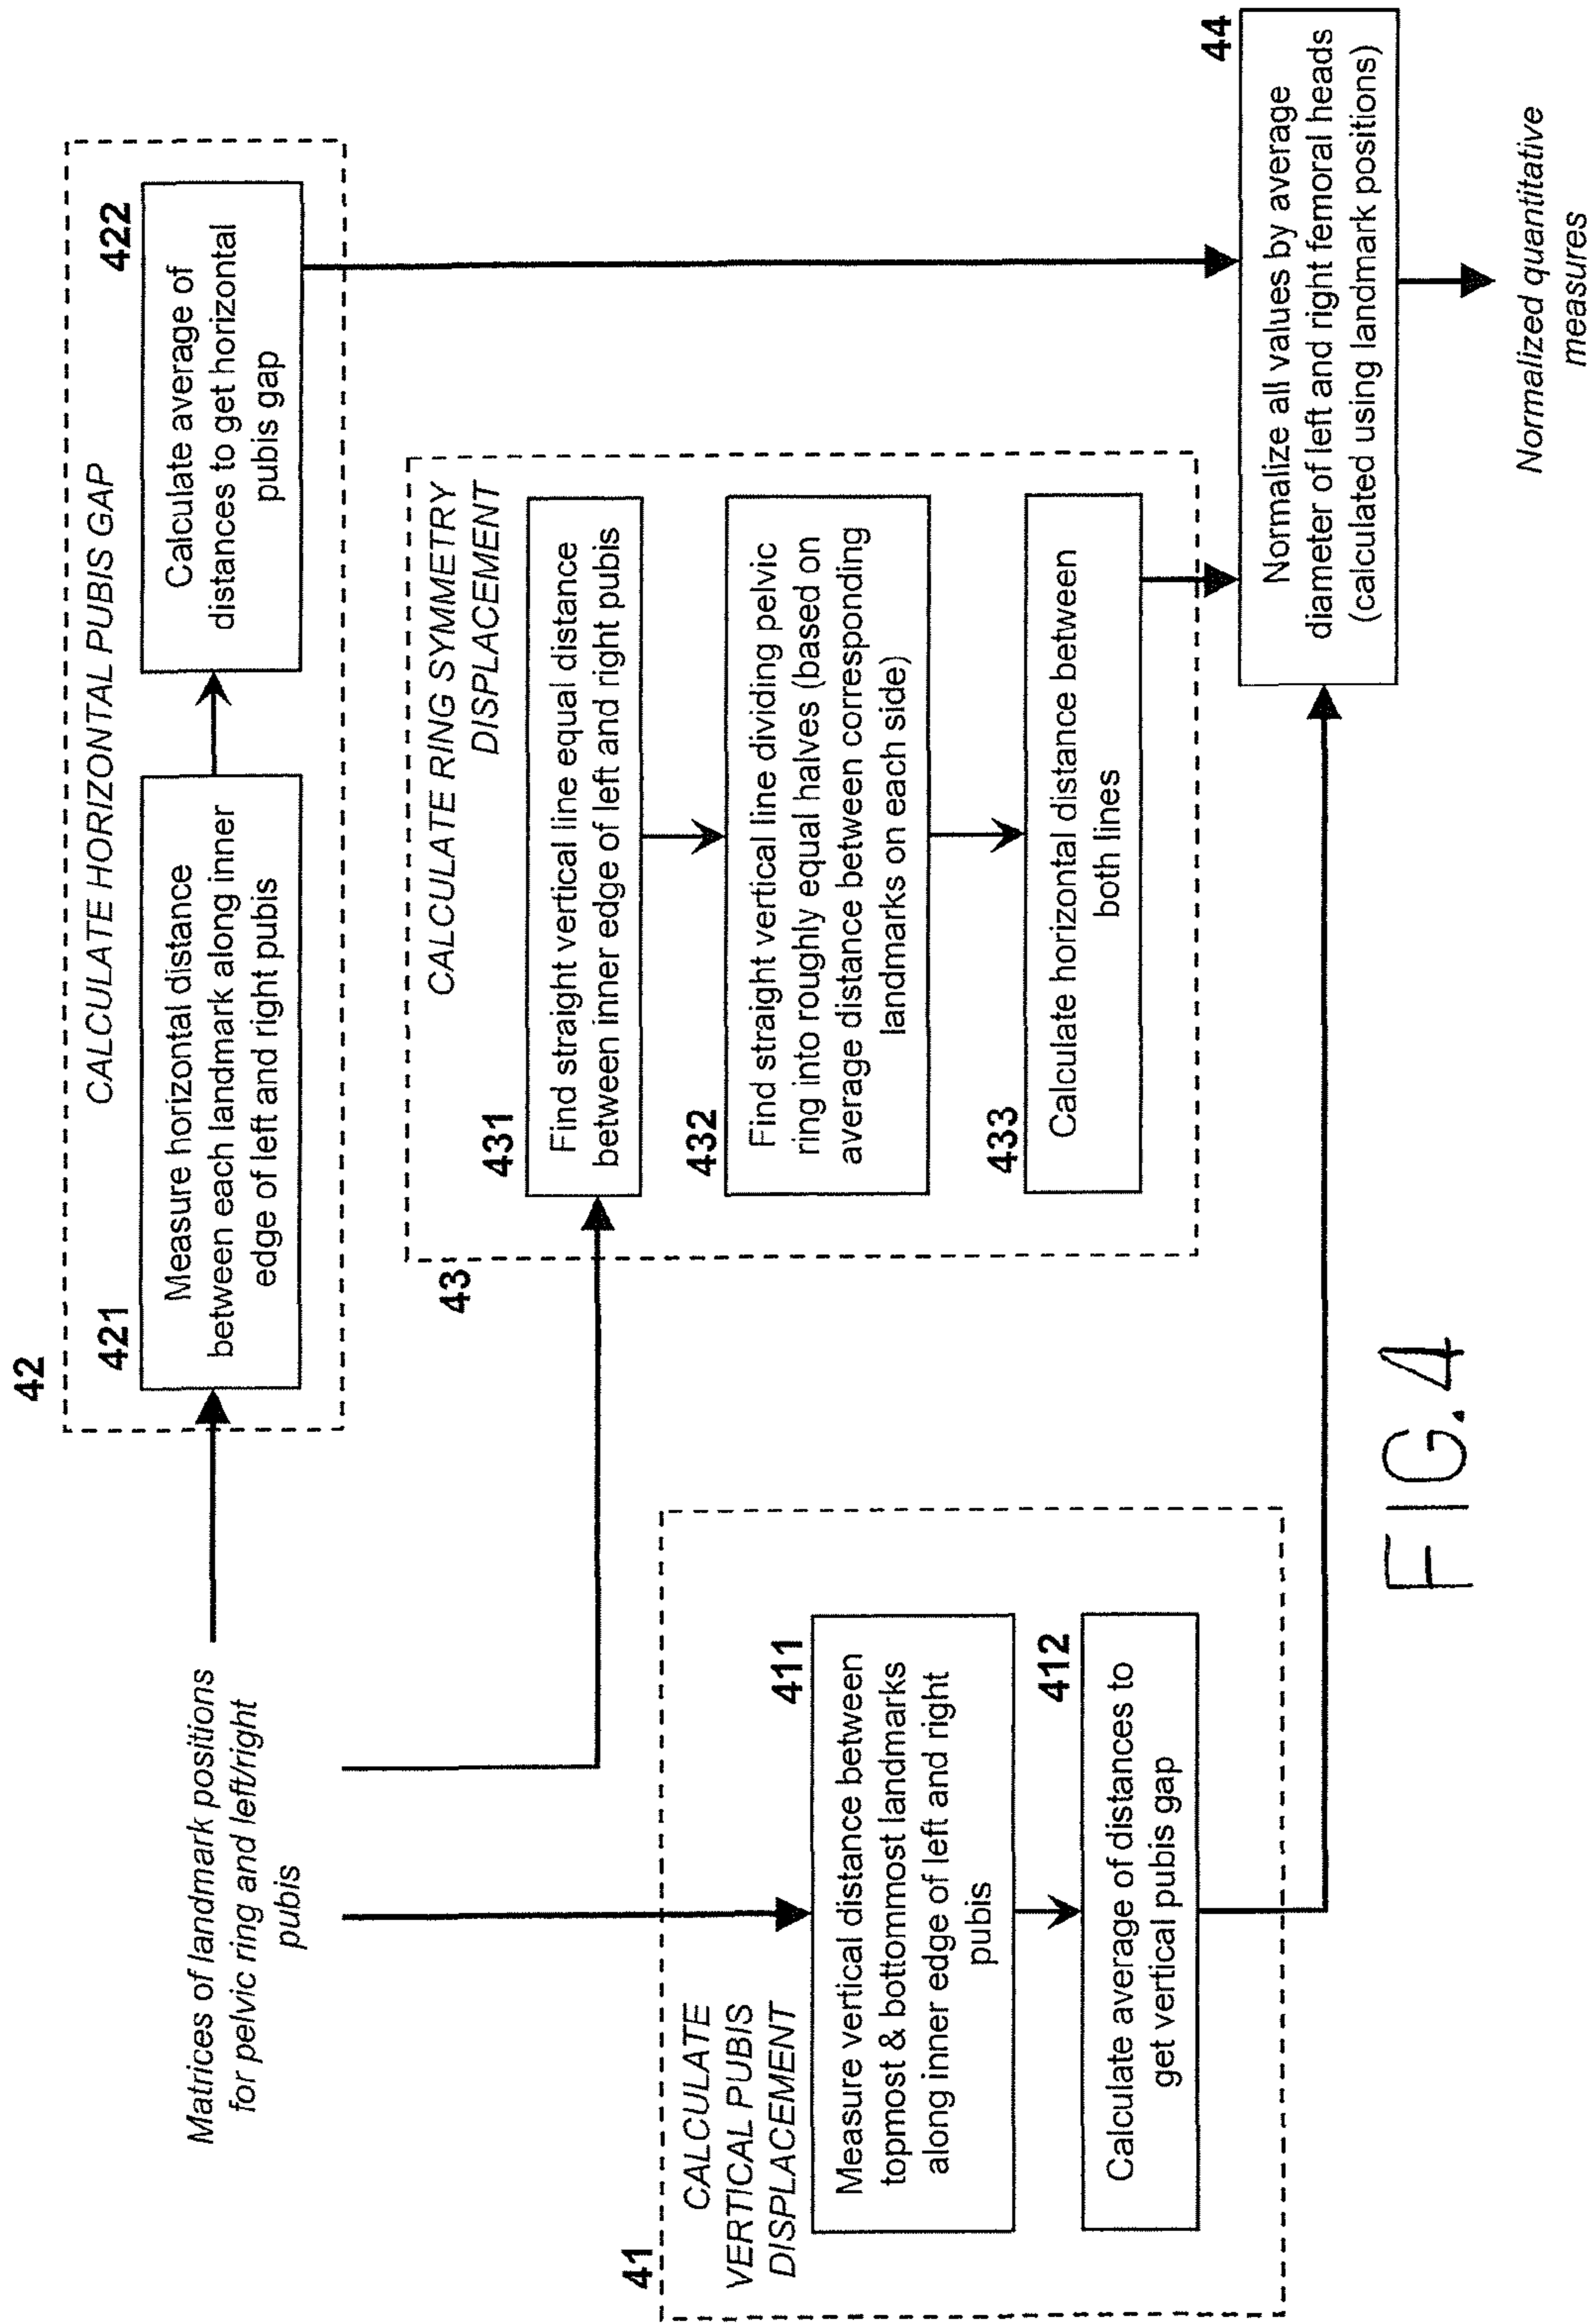 42
CALCULATE HORIZONTAL PUBIS GAP
421
Measure horizontal distance
between each landmark along inner
edge of left and right pubis
422
Calculate average of
distances to get horizontal
pubis gap
Matrices of landmark positions
for pelvic ring and left/right
pubis
43
CALCULATE RING SYMMETRY
DISPLACEMENT
431
Find straight vertical line equal distance
between inner edge of left and right pubis
432
Find straight vertical line dividing pelvic
ring into roughly equal halves (based on
average distance between corresponding
landmarks on each side)
433
Calculate horizontal distance between
both lines
41
CALCULATE
VERTICAL PUBIS
DISPLACEMENT
411
Measure vertical distance between
topmost & bottommost landmarks
along inner edge of left and right
pubis
412
Calculate average of distances to
get vertical pubis gap
44
Normalize all values by average
diameter of left and right femoral heads
(calculated using landmark positions)
Normalized quantitative
measures
FIG.4